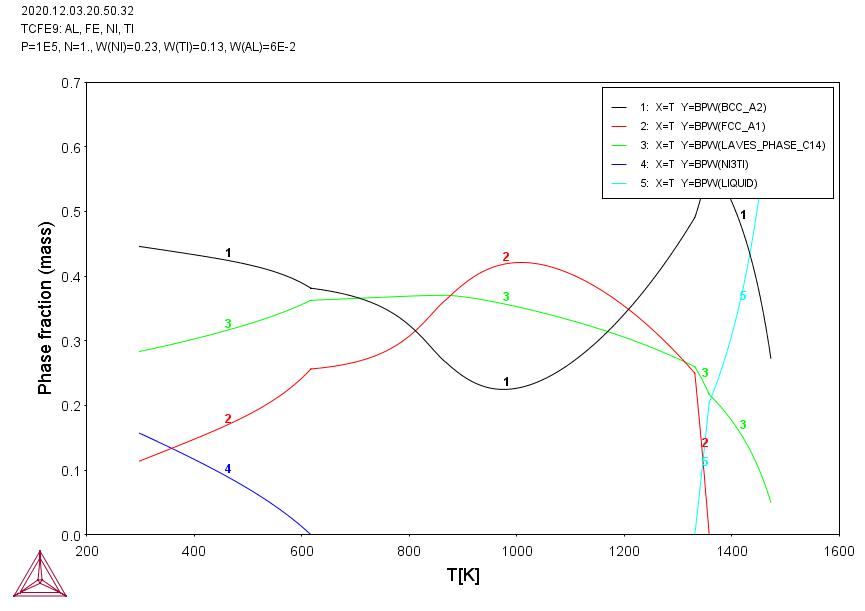 2020.12.03.20.50.32
TCFE9: AL, FE, NI, TI
P=1E5, N=1., W(NI)=0.23, W(TI)=0.13, W(AL)=6E-2
1: X=T Y=BPW(BCC_A2)
2: X=T Y=BPW(FCC_A1)
3: X=T Y=BPW(LAVES_PHASE_C14)
4: X=T Y=BPW(NI3TI)
5: X=T Y=BPW(LIQUID)
Phase fraction (mass)
0.7
0.6
0.5
0.4
0.3
0.2
0.1
0.0
1
3
2
4
2
3
1
3
2
5
1
5
3
200 400 600 800 1000 1200 1400 1600
T[K]